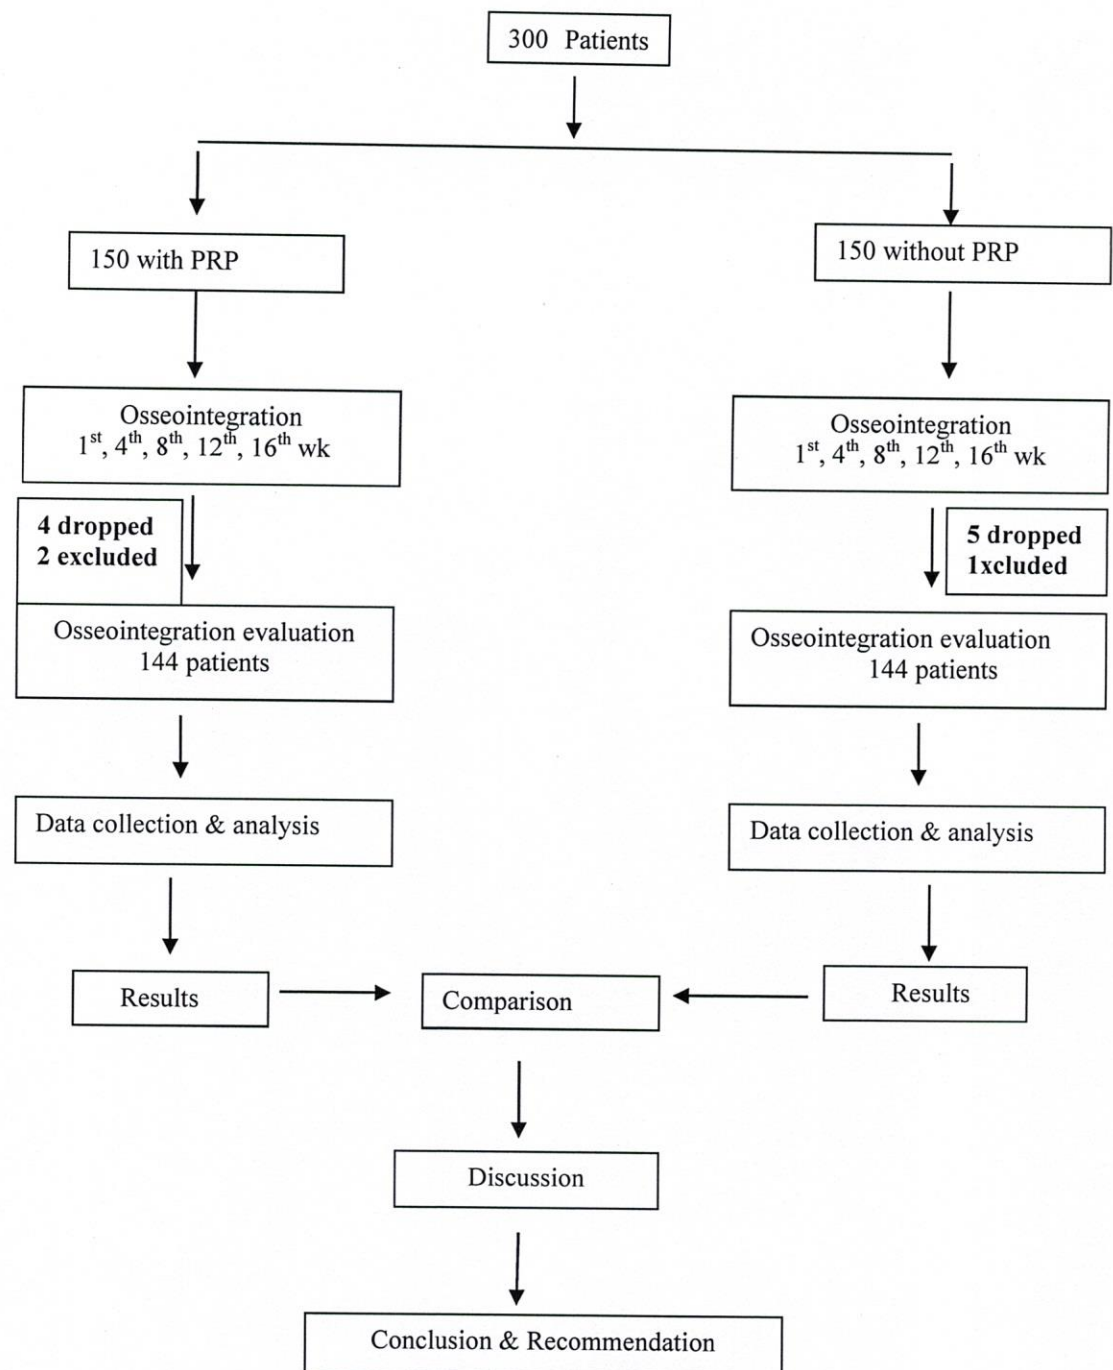 300 Patients
150 with PRP
150 without PRP
Osseointegration
1st, 4th, 8th, 12th, 16th wk
Osseointegration
1st, 4th, 8th, 12th, 16th wk
4 dropped
2 excluded
5 dropped
1xcluded
Osseointegration evaluation
144 patients
Osseointegration evaluation
144 patients
Data collection & analysis
Data collection & analysis
Results
Comparison
Results
Discussion
Conclusion & Recommendation